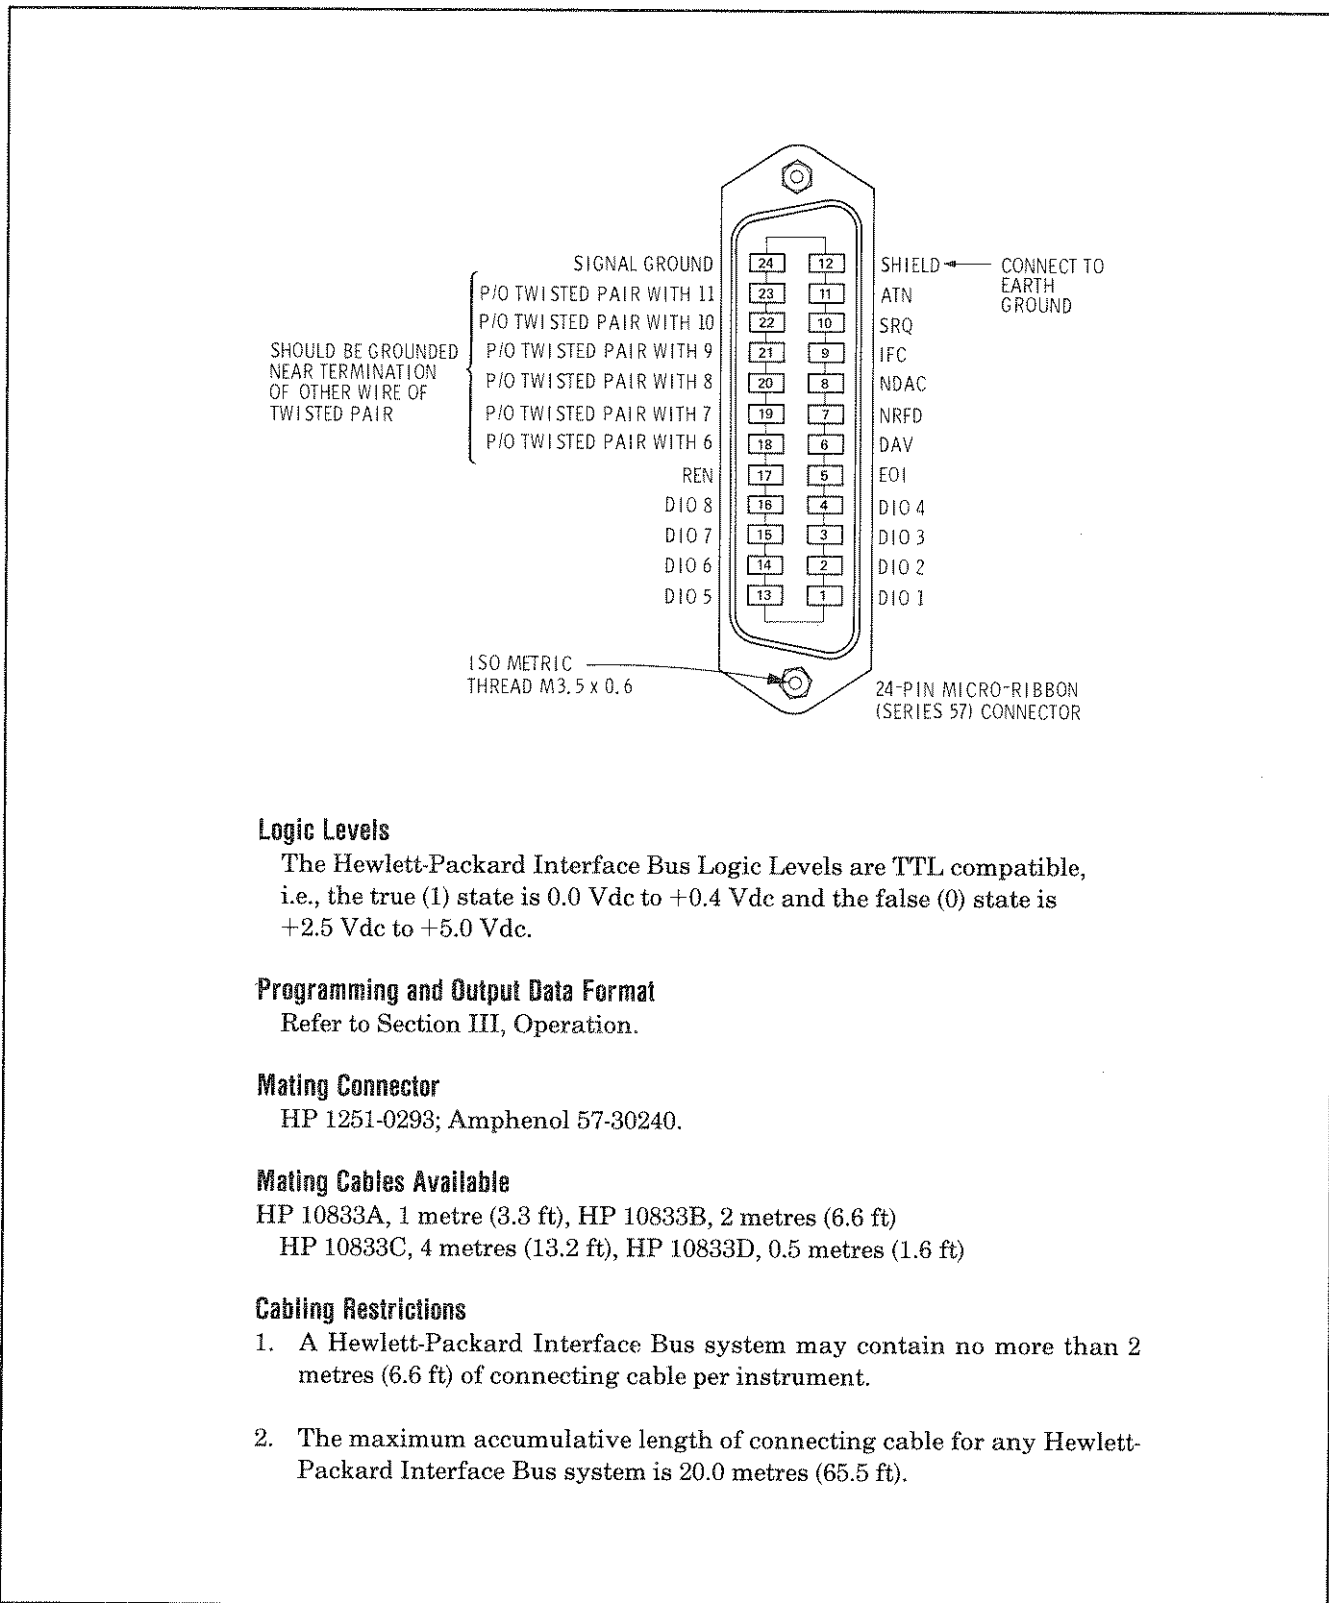 SIGNAL GROUND 24 12 SHIELD CONNECT TO EARTH GROUND
P/O TWISTED PAIR WITH 11 23 11 ATN
P/O TWISTED PAIR WITH 10 22 10 SRQ
P/O TWISTED PAIR WITH 9 21 9 IFC
P/O TWISTED PAIR WITH 8 20 8 NDAC
P/O TWISTED PAIR WITH 7 19 7 NRFD
P/O TWISTED PAIR WITH 6 18 6 DAV
SHOULD BE GROUNDED
NEAR TERMINATION
OF OTHER WIRE OF
TWISTED PAIR
REN 17 5 EOI
DIO 8 16 4 DIO 4
DIO 7 15 3 DIO 3
DIO 6 14 2 DIO 2
DIO 5 13 1 DIO 1
ISO METRIC
THREAD M3.5 x 0.6
24-PIN MICRO-RIBBON
(SERIES 57) CONNECTOR
Logic Levels
The Hewlett-Packard Interface Bus Logic Levels are TTL compatible,
i.e., the true (1) state is 0.0 Vdc to +0.4 Vdc and the false (0) state is
+2.5 Vdc to +5.0 Vdc.
Programming and Output Data Format
Refer to Section III, Operation.
Mating Connector
HP 1251-0293; Amphenol 57-30240.
Mating Cables Available
HP 10833A, 1 metre (3.3 ft), HP 10833B, 2 metres (6.6 ft)
HP 10833C, 4 metres (13.2 ft), HP 10833D, 0.5 metres (1.6 ft)
Cabling Restrictions
1. A Hewlett-Packard Interface Bus system may contain no more than 2
metres (6.6 ft) of connecting cable per instrument.
2. The maximum accumulative length of connecting cable for any Hewlett-
Packard Interface Bus system is 20.0 metres (65.5 ft).